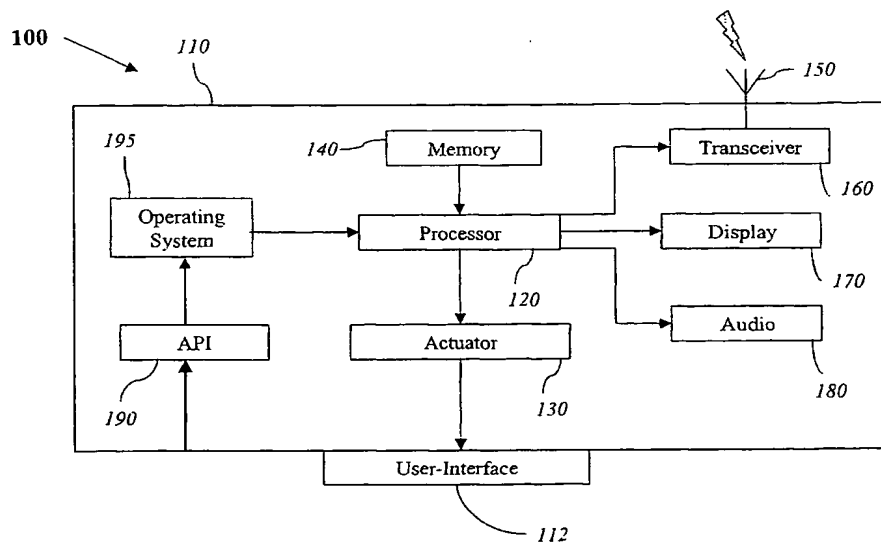 100
110
150
195
140
Memory
Transceiver
160
Operating
System
Processor
120
Display
170
API
190
Actuator
130
Audio
180
User-Interface
112